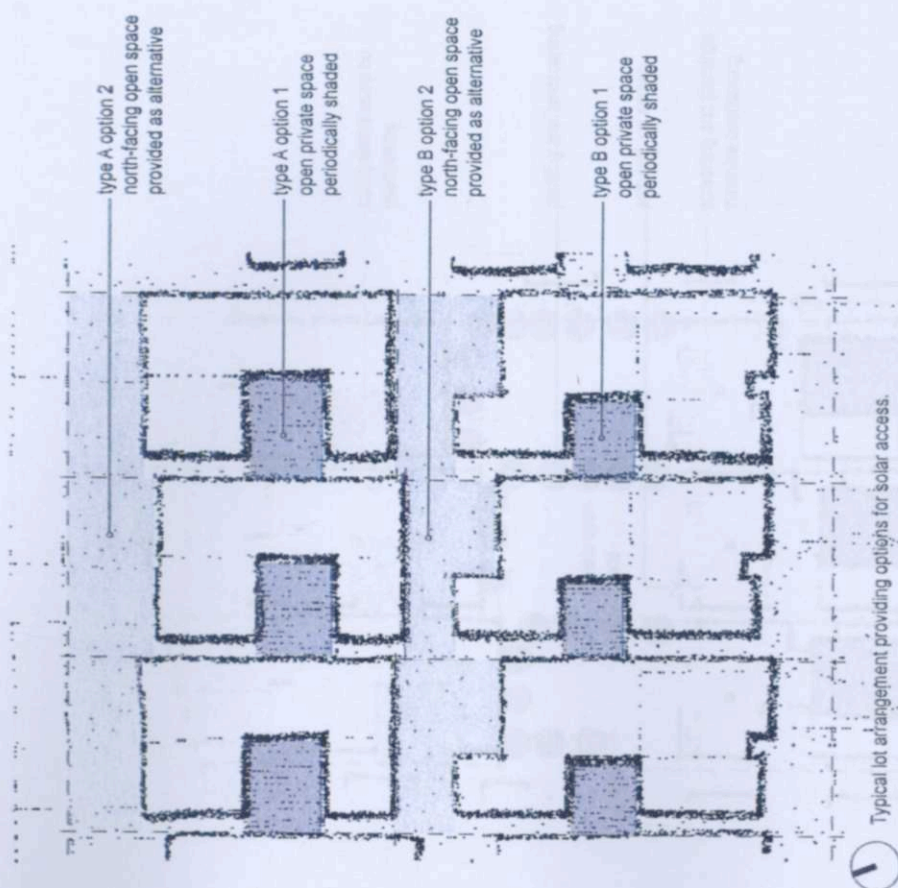 type A option 2
north-facing open space
provided as alternative
type A option 1
open private space
periodically shaded
type B option 2
north-facing open space
provided as alternative
type B option 1
open private space
periodically shaded
Typical lot arrangement providing options for solar access.